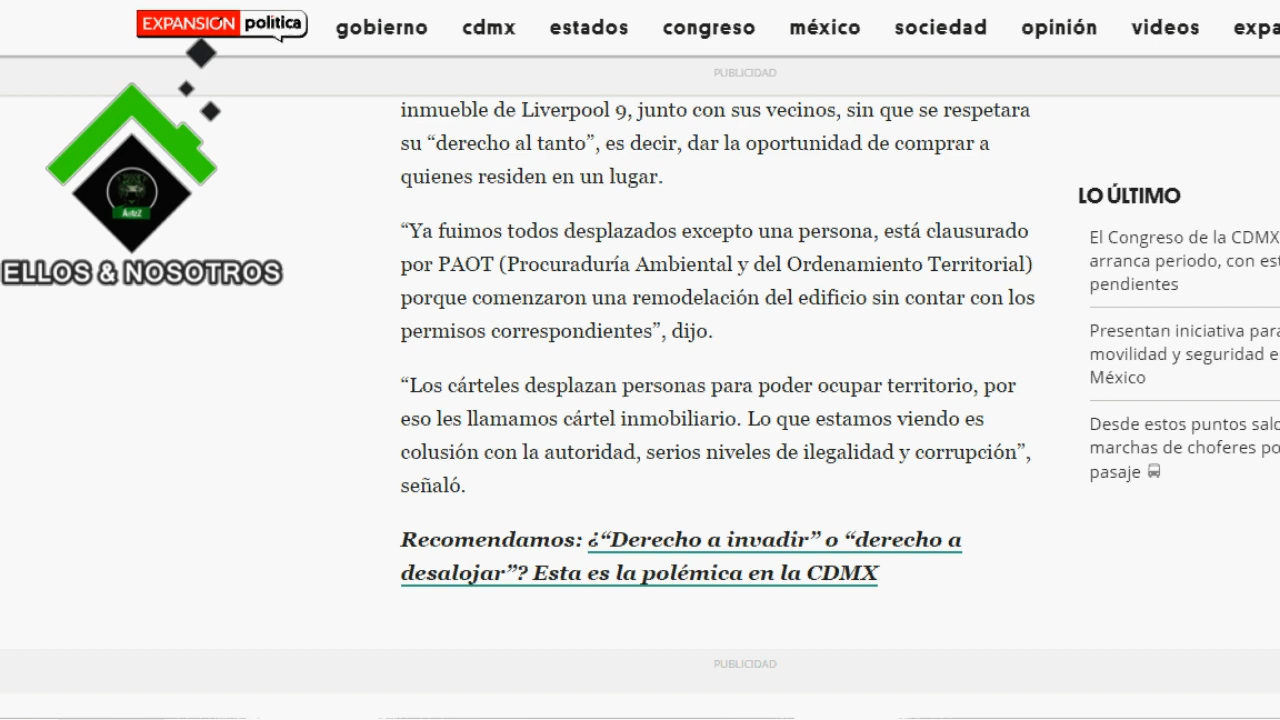 EXPANSIÓN política
gobierno cdmx estados congreso méxico sociedad opinión videos expa
PUBLICIDAD
AxtoZ
ELLOS & NOSOTROS
inmueble de Liverpool 9, junto con sus vecinos, sin que se respetara
su “derecho al tanto”, es decir, dar la oportunidad de comprar a
quienes residen en un lugar.
“Ya fuimos todos desplazados excepto una persona, está clausurado
por PAOT (Procuraduría Ambiental y del Ordenamiento Territorial)
porque comenzaron una remodelación del edificio sin contar con los
permisos correspondientes”, dijo.
“Los cárteles desplazan personas para poder ocupar territorio, por
eso les llamamos cártel inmobiliario. Lo que estamos viendo es
colusión con la autoridad, serios niveles de ilegalidad y corrupción”,
señaló.
Recomendamos: ¿“Derecho a invadir” o “derecho a
desalojar”? Esta es la polémica en la CDMX
LO ÚLTIMO
El Congreso de la CDMX
arranca periodo, con est
pendientes
Presentan iniciativa para
movilidad y seguridad e
México
Desde estos puntos sald
marchas de choferes po
pasaje
PUBLICIDAD